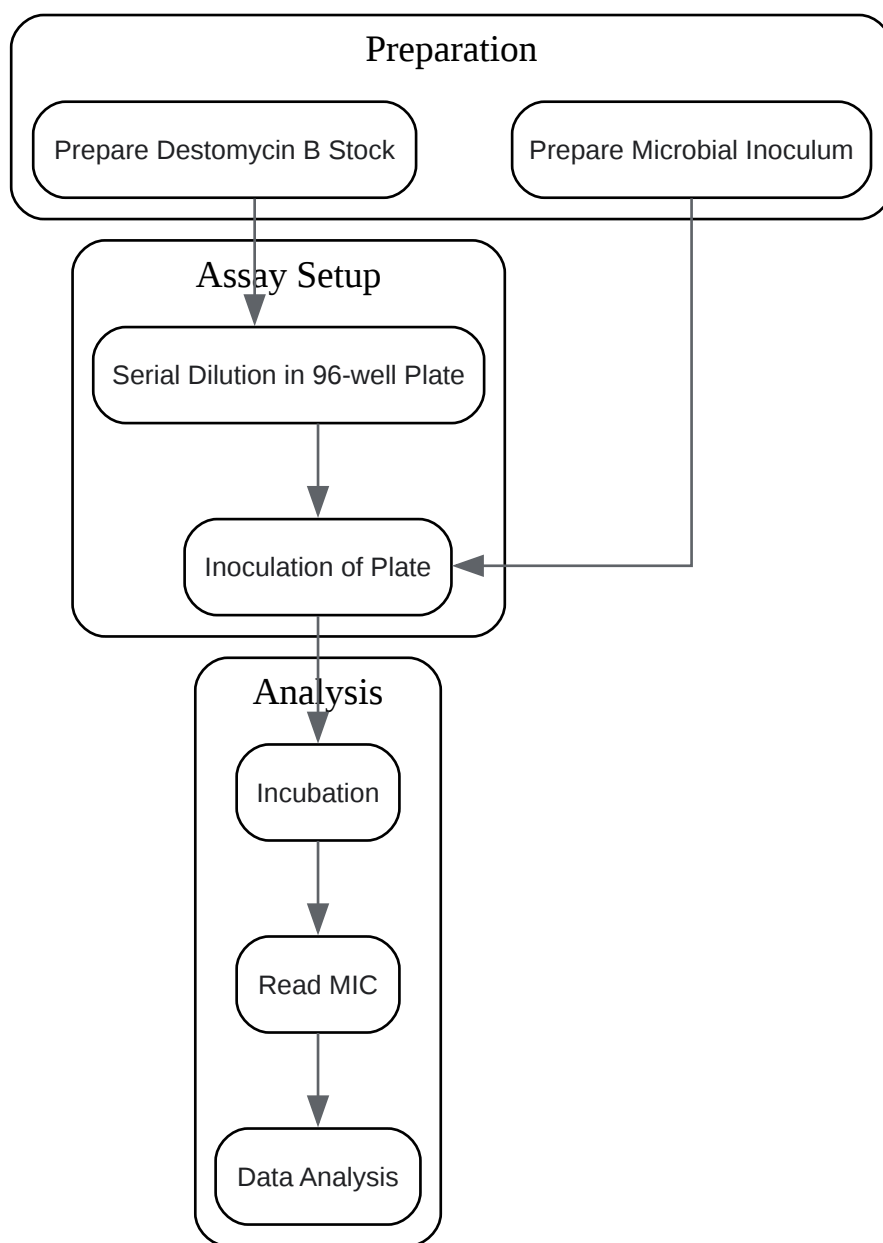 Preparation
Prepare Destomycin B Stock
Prepare Microbial Inoculum
Assay Setup
Serial Dilution in 96-well Plate
Inoculation of Plate
Analysis
Incubation
Read MIC
Data Analysis